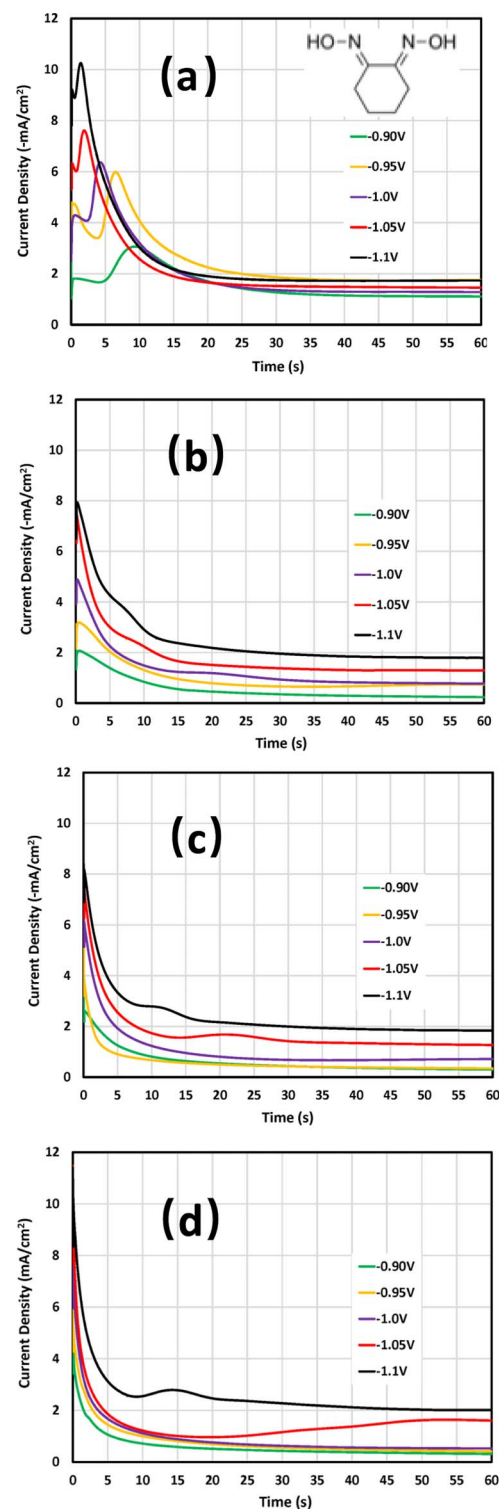 (a)
HO-N
N-OH
Current Density (-mA/cm²)
12
10
8
6
4
2
0
-0.90V
-0.95V
-1.0V
-1.05V
-1.1V
0 5 10 15 20 25 30 35 40 45 50 55 60
Time (s)
(b)
Current Density (-mA/cm²)
12
10
8
6
4
2
0
-0.90V
-0.95V
-1.0V
-1.05V
-1.1V
0 5 10 15 20 25 30 35 40 45 50 55 60
Time (s)
(c)
Current Density (-mA/cm²)
12
10
8
6
4
2
0
-0.90V
-0.95V
-1.0V
-1.05V
-1.1V
0 5 10 15 20 25 30 35 40 45 50 55 60
Time (s)
(d)
Current Density (mA/cm²)
12
10
8
6
4
2
0
-0.90V
-0.95V
-1.0V
-1.05V
-1.1V
0 5 10 15 20 25 30 35 40 45 50 55 60
Time (s)